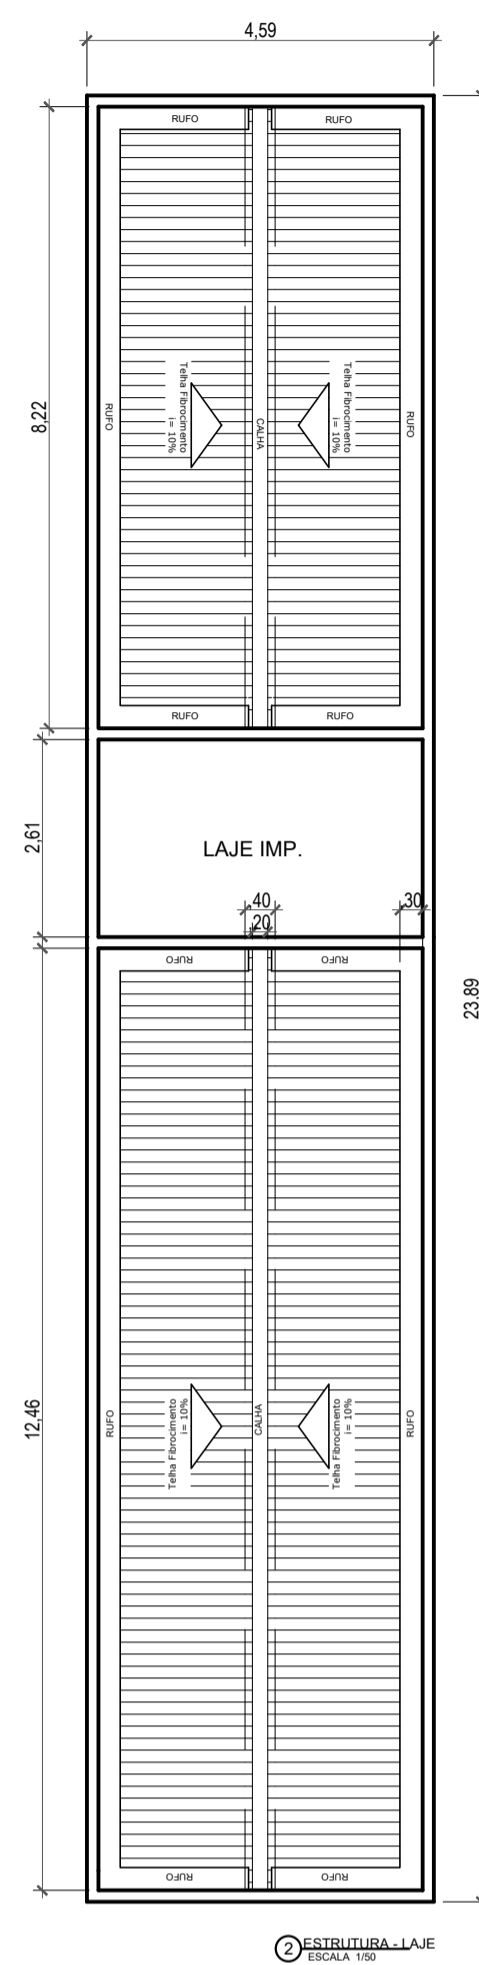 4,59
RUFO
RUFO
8,22
Telha Fibrocimento
i= 10%
Telha Fibrocimento
i= 10%
RUFO
CALHA
RUFO
RUFO
RUFO
2,61
LAJE IMP.
,40
,20
,30
23,89
RUFO
RUFO
12,46
Telha Fibrocimento
i= 10%
Telha Fibrocimento
i= 10%
RUFO
CALHA
RUFO
RUFO
RUFO
2 ESTRUTURA - LAJE
ESCALA 1/50